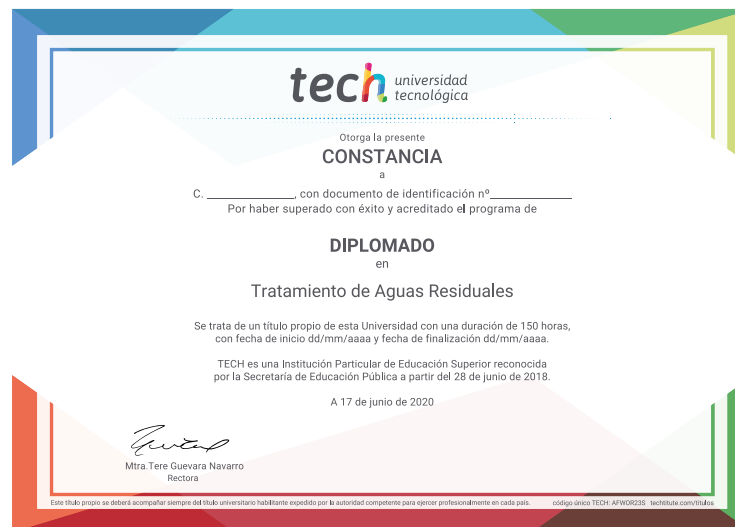 tech universidad
tecnológica
Otorga la presente
CONSTANCIA
a
C. ________________, con documento de identificación nº_______________
Por haber superado con éxito y acreditado el programa de
DIPLOMADO
en
Tratamiento de Aguas Residuales
Se trata de un título propio de esta Universidad con una duración de 150 horas,
con fecha de inicio dd/mm/aaaa y fecha de finalización dd/mm/aaaa.
TECH es una Institución Particular de Educación Superior reconocida
por la Secretaría de Educación Pública a partir del 28 de junio de 2018.
A 17 de junio de 2020
Mtra.Tere Guevara Navarro
Rectora
Este título propio se deberá acompañar siempre del título universitario habilitante expedido por la autoridad competente para ejercer profesionalmente en cada país. código único TECH: AFWOR23S techtitute.com/titulos